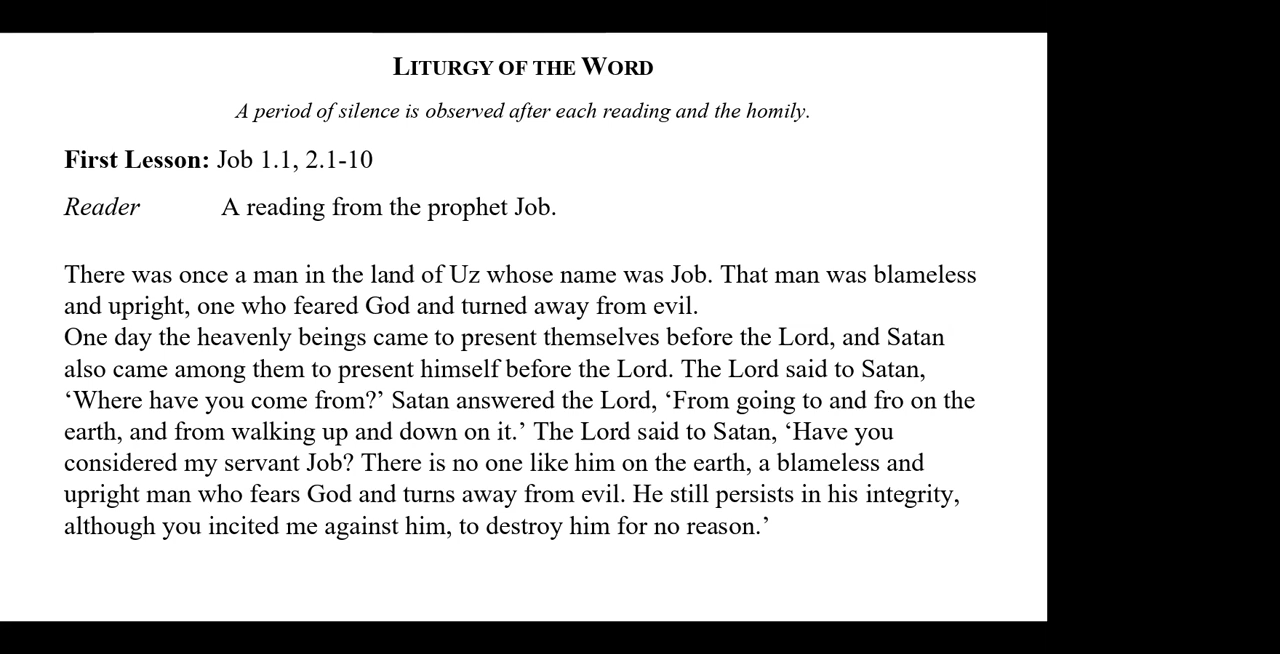 LITURGY OF THE WORD
A period of silence is observed after each reading and the homily.
First Lesson: Job 1.1, 2.1-10
Reader A reading from the prophet Job.
There was once a man in the land of Uz whose name was Job. That man was blameless
and upright, one who feared God and turned away from evil.
One day the heavenly beings came to present themselves before the Lord, and Satan
also came among them to present himself before the Lord. The Lord said to Satan,
‘Where have you come from?’ Satan answered the Lord, ‘From going to and fro on the
earth, and from walking up and down on it.’ The Lord said to Satan, ‘Have you
considered my servant Job? There is no one like him on the earth, a blameless and
upright man who fears God and turns away from evil. He still persists in his integrity,
although you incited me against him, to destroy him for no reason.’